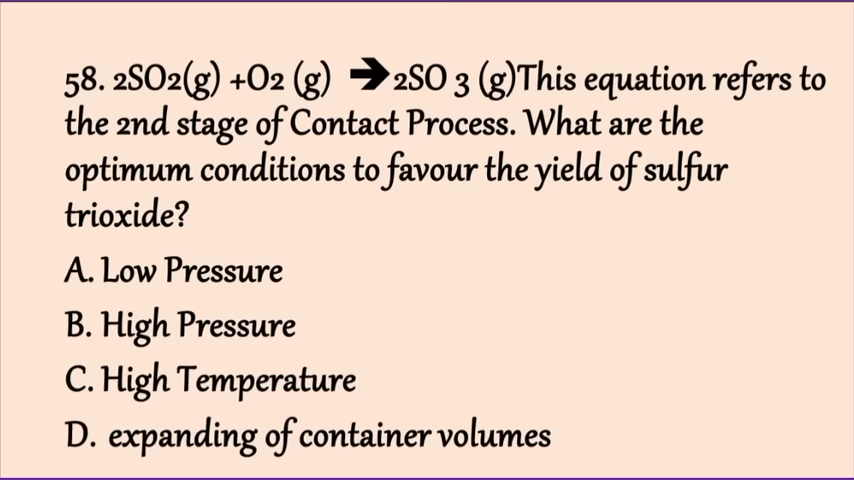 58. 2SO2(g) +O2 (g) 🡺2SO 3 (g)This equation refers to
the 2nd stage of Contact Process. What are the
optimum conditions to favour the yield of sulfur
trioxide?
A. Low Pressure
B. High Pressure
C. High Temperature
D. expanding of container volumes